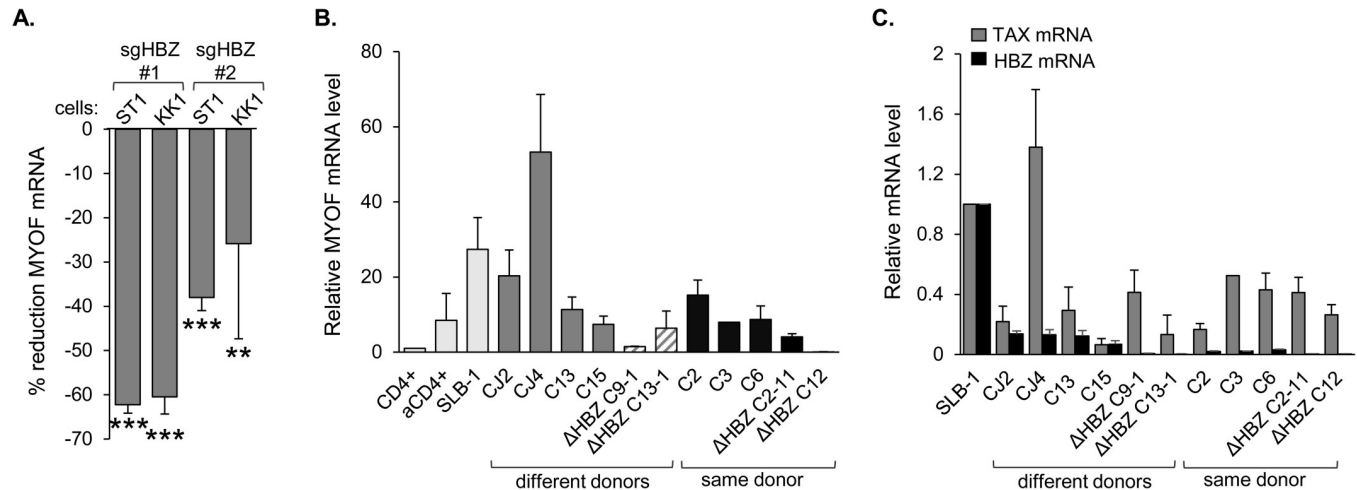 A.
sgHBZ sgHBZ
#1 #2
cells: ST1 KK1 ST1 KK1
% reduction MYOF mRNA
0
-10
-20
-30
-40
-50
-60
-70
*** *** *** **
B.
Relative MYOF mRNA level
80
60
40
20
0
CD4+ aCD4+ SLB-1 CJ2 CJ4 C13 C15 ΔHBZ C9-1 ΔHBZ C13-1 C2 C3 C6 ΔHBZ C2-11 ΔHBZ C12
different donors same donor
C.
TAX mRNA
HBZ mRNA
Relative mRNA level
2
1.6
1.2
0.8
0.4
0
SLB-1 CJ2 CJ4 C13 C15 ΔHBZ C9-1 ΔHBZ C13-1 C2 C3 C6 ΔHBZ C2-11 ΔHBZ C12
different donors same donor